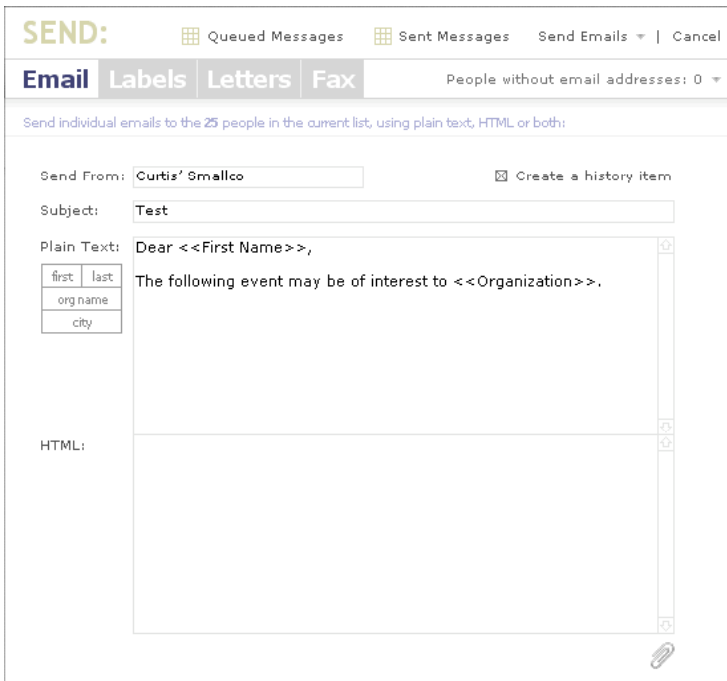 SEND: Queued Messages Sent Messages Send Emails | Cancel
Email Labels Letters Fax People without email addresses: 0
Send individual emails to the 25 people in the current list, using plain text, HTML or both:
Send From: Curtis' Smallco Create a history item
Subject: Test
Plain Text: Dear <<First Name>>,
first last The following event may be of interest to <<Organization>>.
org name
city
HTML: